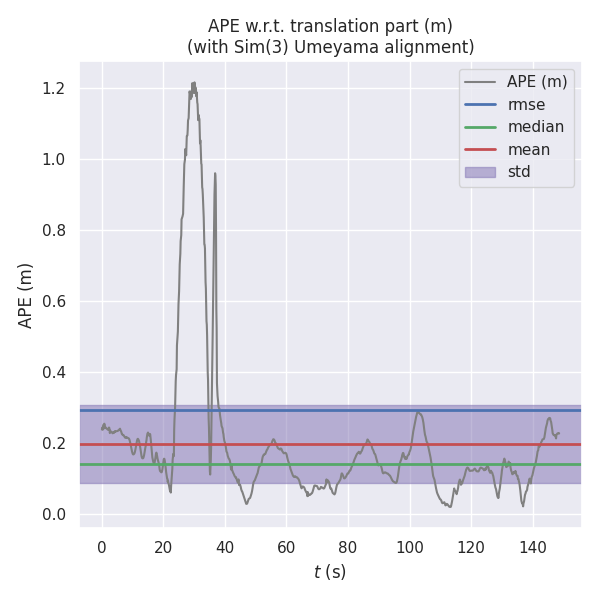 APE w.r.t. translation part (m)
(with Sim(3) Umeyama alignment)
APE (m)
rmse
median
mean
std
1.2
1.0
0.8
0.6
0.4
0.2
0.0
APE (m)
0 20 40 60 80 100 120 140
t (s)